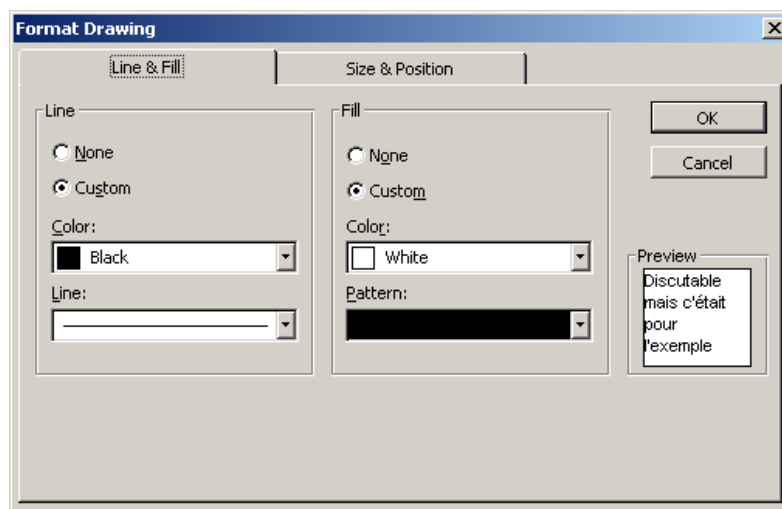 Format Drawing
Line & Fill
Size & Position
Line
None
Custom
Color:
Black
Line:
Fill
None
Custom
Color:
White
Pattern:
OK
Cancel
Preview
Discutable
mais c'était
pour
l'exemple